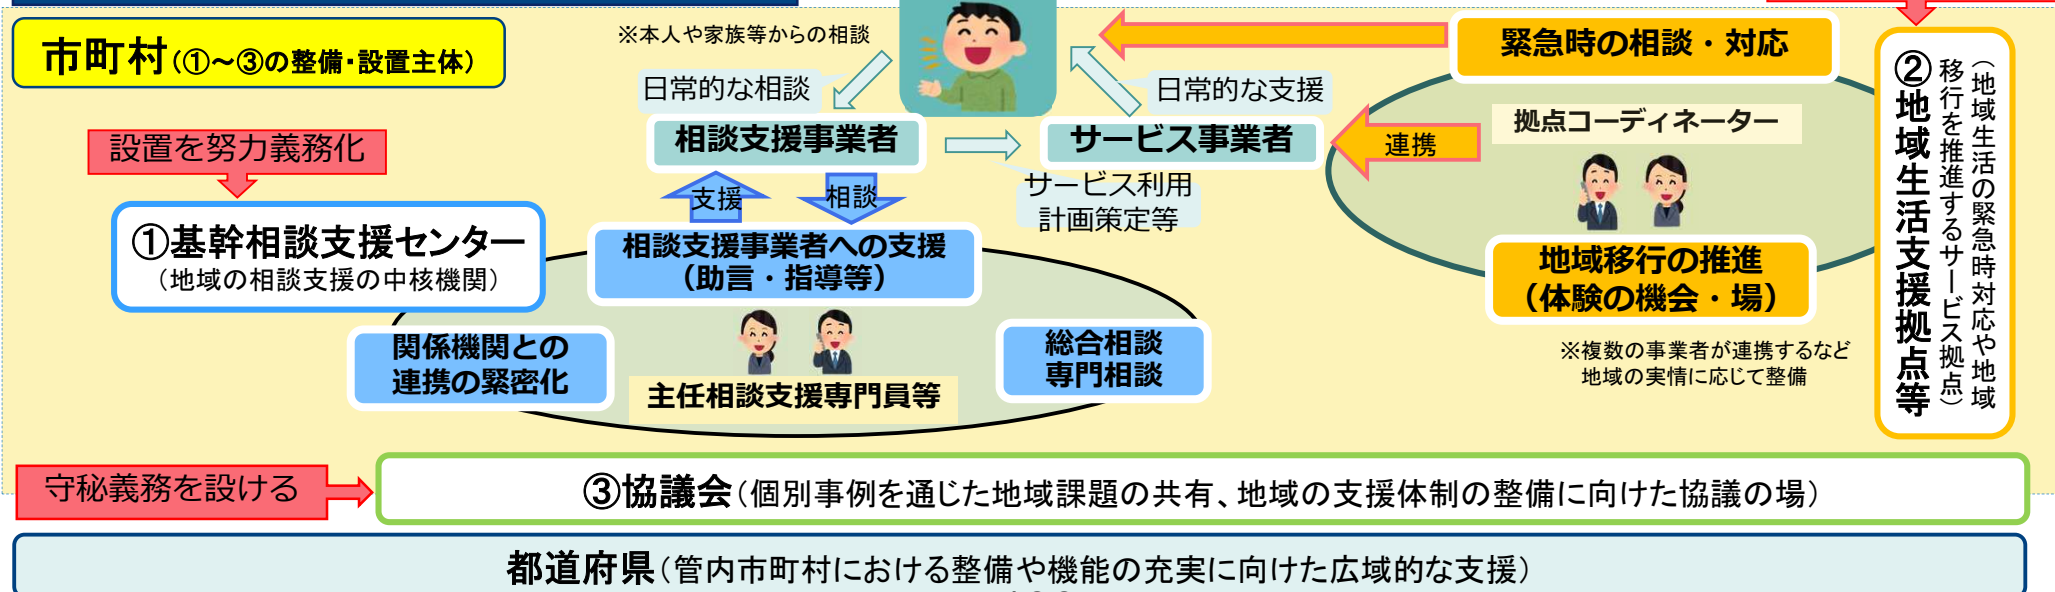 市町村(①~③の整備・設置主体)
※本人や家族等からの相談
日常的な相談
日常的な支援
緊急時の相談・対応
相談支援事業者
サービス事業者
連携
拠点コーディネーター
設置を努力義務化
支援
相談
サービス利用
計画策定等
①基幹相談支援センター
(地域の相談支援の中核機関)
相談支援事業者への支援
(助言・指導等)
地域移行の推進
(体験の機会・場)
関係機関との
連携の緊密化
主任相談支援専門員等
総合相談
専門相談
※複数の事業者が連携するなど
地域の実情に応じて整備
②地域生活支援拠点等
(地域生活の緊急時対応や地域
移行を推進するサービス拠点)
守秘義務を設ける
③協議会(個別事例を通じた地域課題の共有、地域の支援体制の整備に向けた協議の場)
都道府県(管内市町村における整備や機能の充実に向けた広域的な支援)